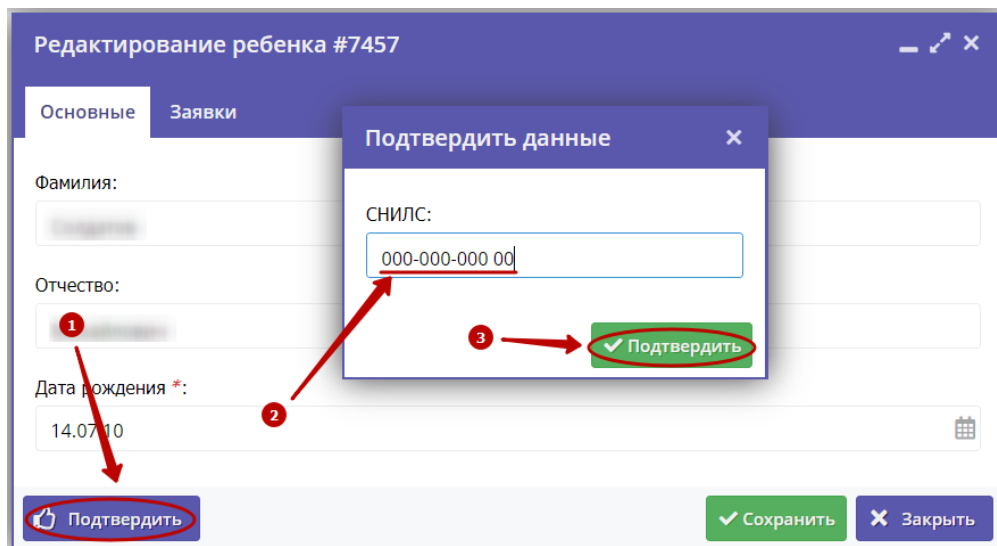 Редактирование ребенка #7457
Основные Заявки
Подтвердить данные
Фамилия:
СНИЛС:
000-000-000 00
Отчество:
1
3
Подтвердить
Дата рождения *:
2
14.07.10
Подтвердить
Сохранить
Закрыть